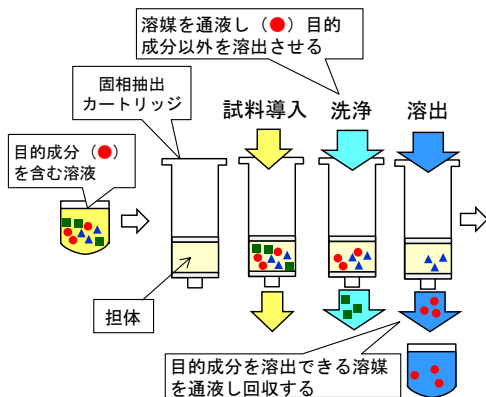 溶媒を通液し（●）目的
成分以外を溶出させる
固相抽出
カートリッジ
試料導入
洗浄
溶出
目的成分（●）
を含む溶液
担体
目的成分を溶出できる溶媒
を通液し回収する